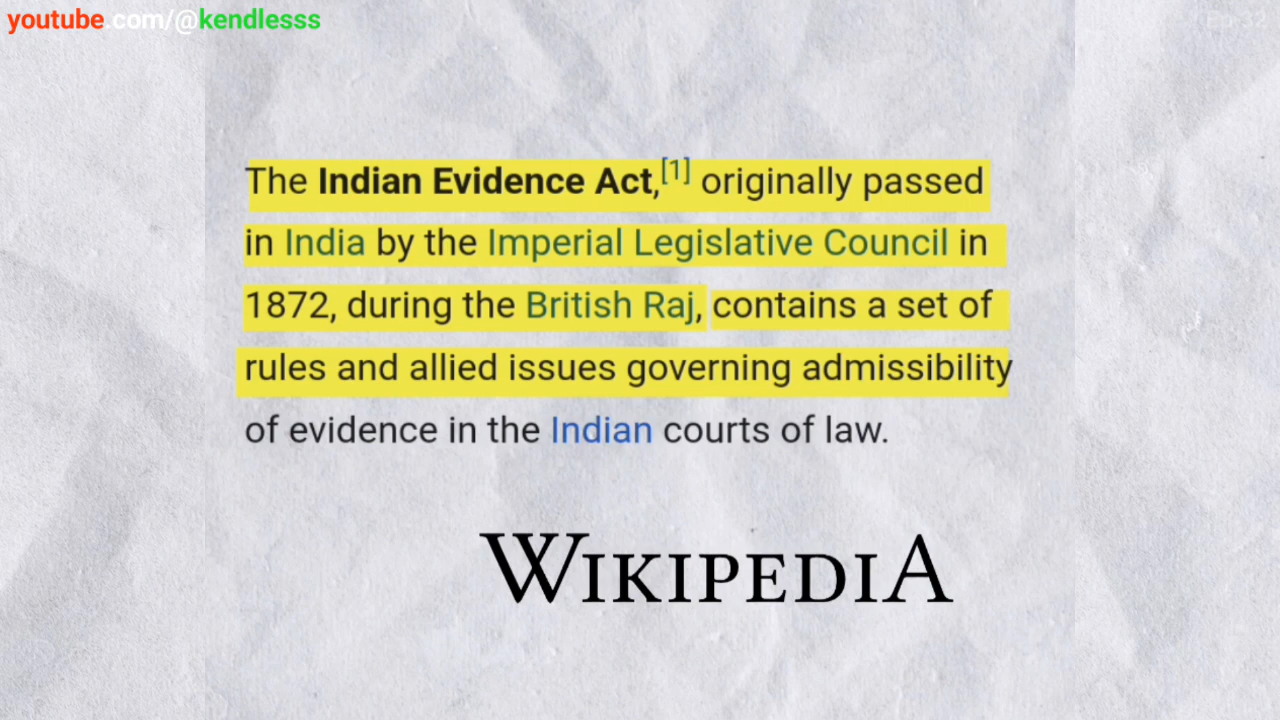 youtube.com/@kendlesss
Ep 32
The Indian Evidence Act,[1] originally passed
in India by the Imperial Legislative Council in
1872, during the British Raj, contains a set of
rules and allied issues governing admissibility
of evidence in the Indian courts of law.
WIKIPEDIA